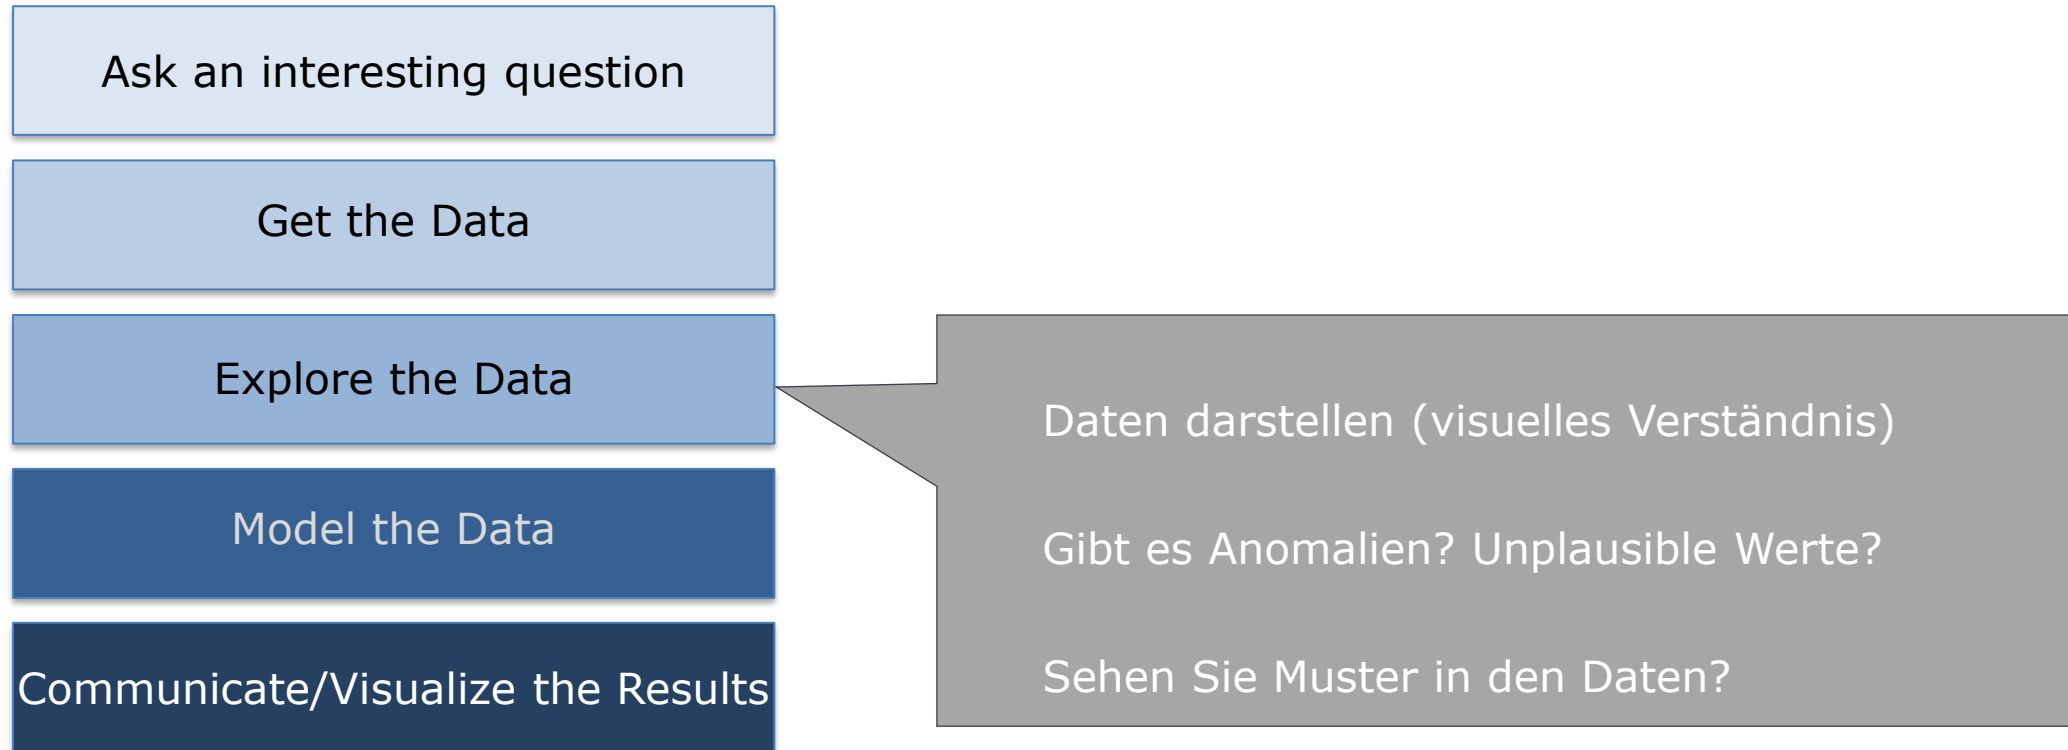 Ask an interesting question
Get the Data
Explore the Data
Model the Data
Communicate/Visualize the Results
Daten darstellen (visuelles Verständnis)
Gibt es Anomalien? Unplausible Werte?
Sehen Sie Muster in den Daten?